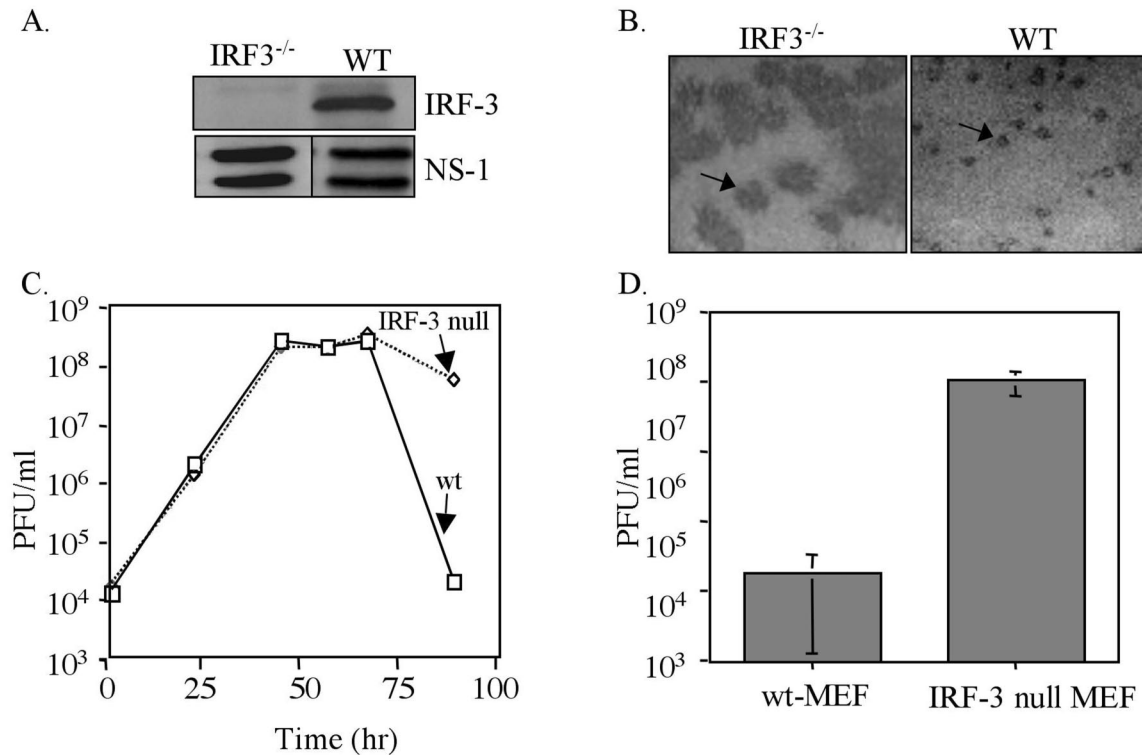 A.
IRF3-/-
WT
IRF-3
NS-1
B.
IRF3-/-
WT
C.
PFU/ml
10^9
10^8
10^7
10^6
10^5
10^4
10^3
IRF-3 null
wt
0
25
50
75
100
Time (hr)
D.
PFU/ml
10^9
10^8
10^7
10^6
10^5
10^4
10^3
wt-MEF
IRF-3 null MEF